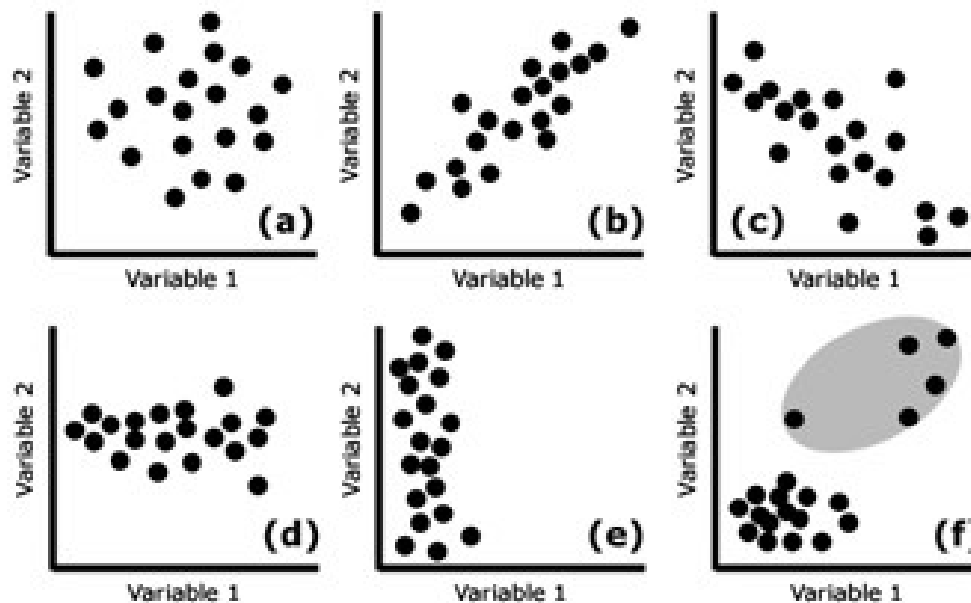 Variable 2
(a)
Variable 1
Variable 2
(b)
Variable 1
Variable 2
(c)
Variable 1
Variable 2
(d)
Variable 1
Variable 2
(e)
Variable 1
Variable 2
(f)
Variable 1